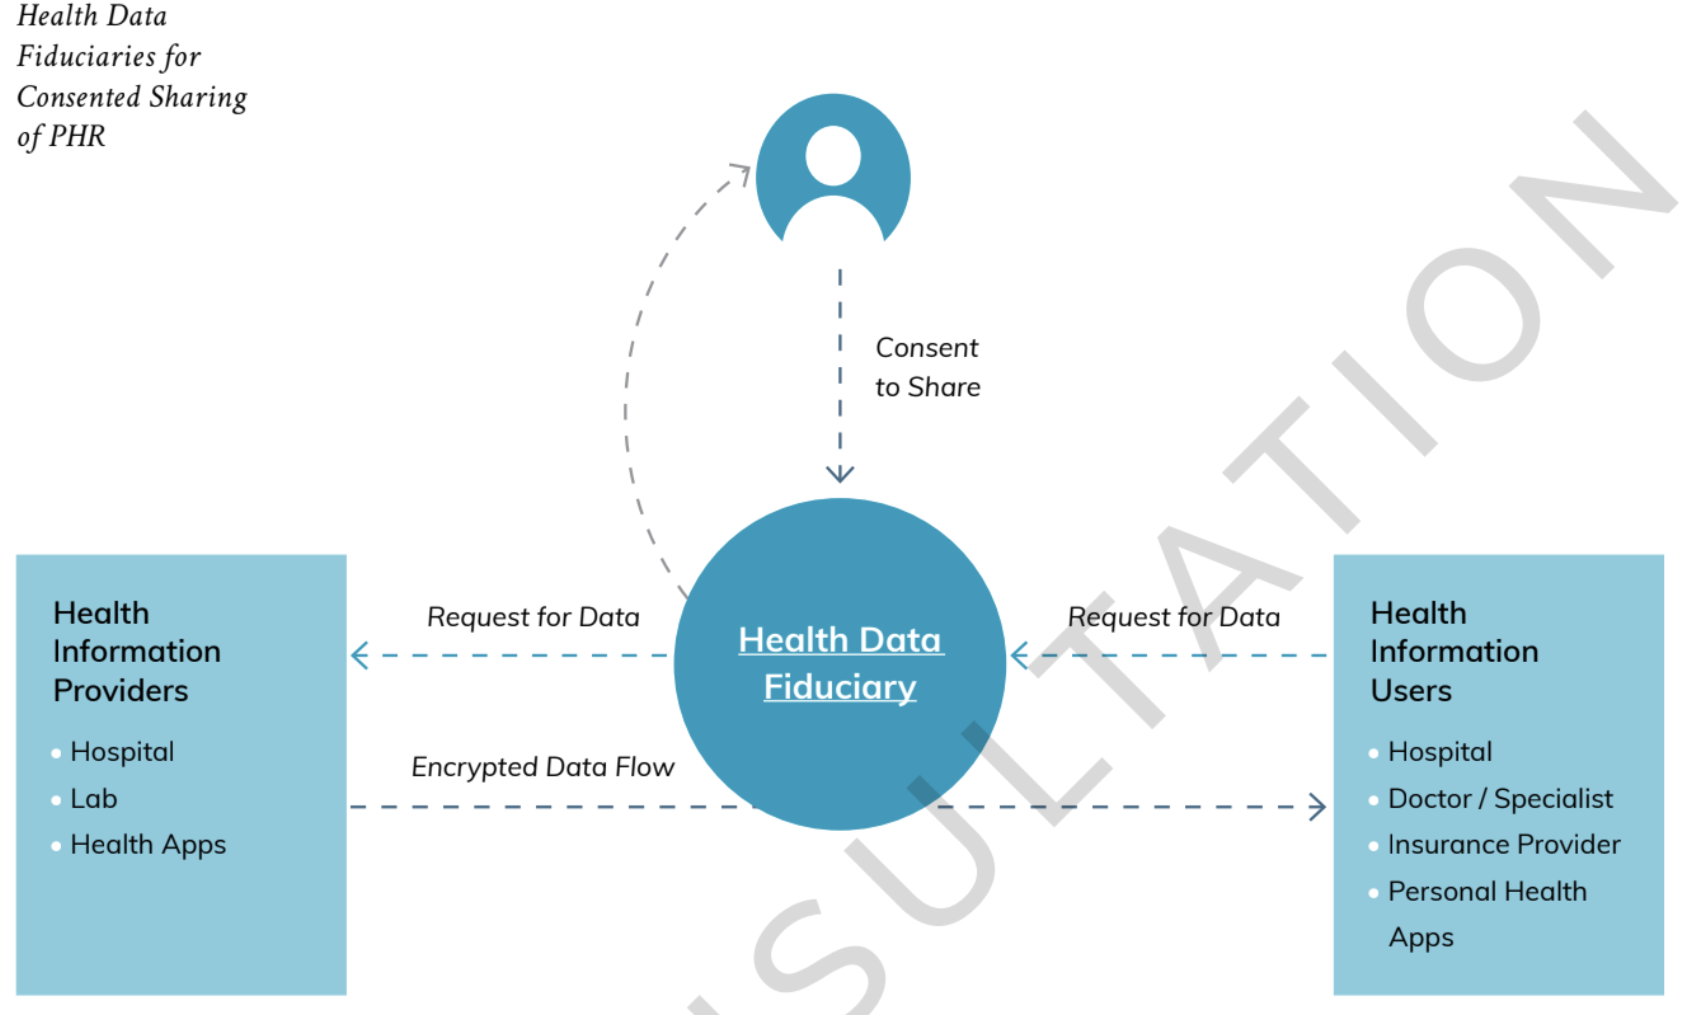 Health Data
Fiduciaries for
Consented Sharing
of PHR
Consent
to Share
Request for Data
Request for Data
Health Data
Fiduciary
Encrypted Data Flow
Health
Information
Providers
Hospital
Lab
Health Apps
Health
Information
Users
Hospital
Doctor / Specialist
Insurance Provider
Personal Health
Apps
NSULTATION